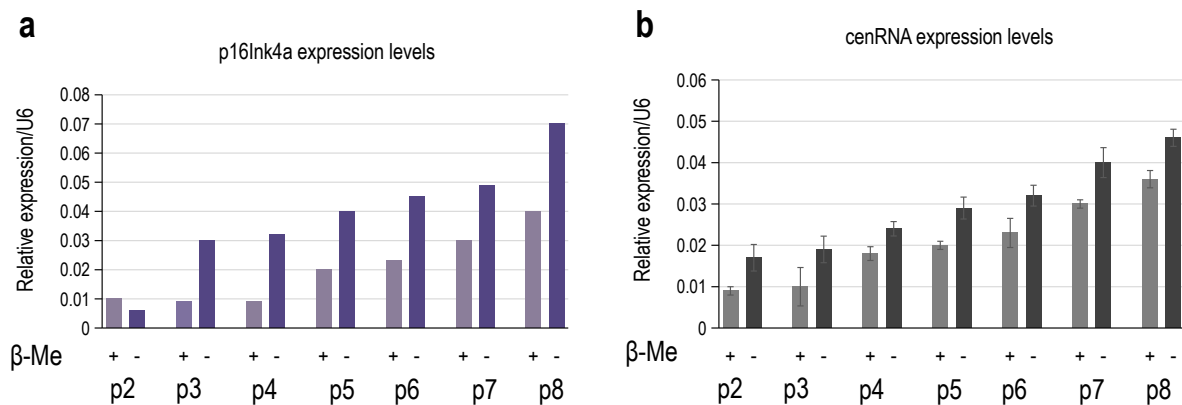 a
p16Ink4a expression levels
Relative expression/U6
0.08
0.07
0.06
0.05
0.04
0.03
0.02
0.01
0
β-Me + - + - + - + - + - + - + -
p2 p3 p4 p5 p6 p7 p8
b
cenRNA expression levels
Relative expression/U6
0.06
0.05
0.04
0.03
0.02
0.01
0
β-Me + - + - + - + - + - + - + -
p2 p3 p4 p5 p6 p7 p8